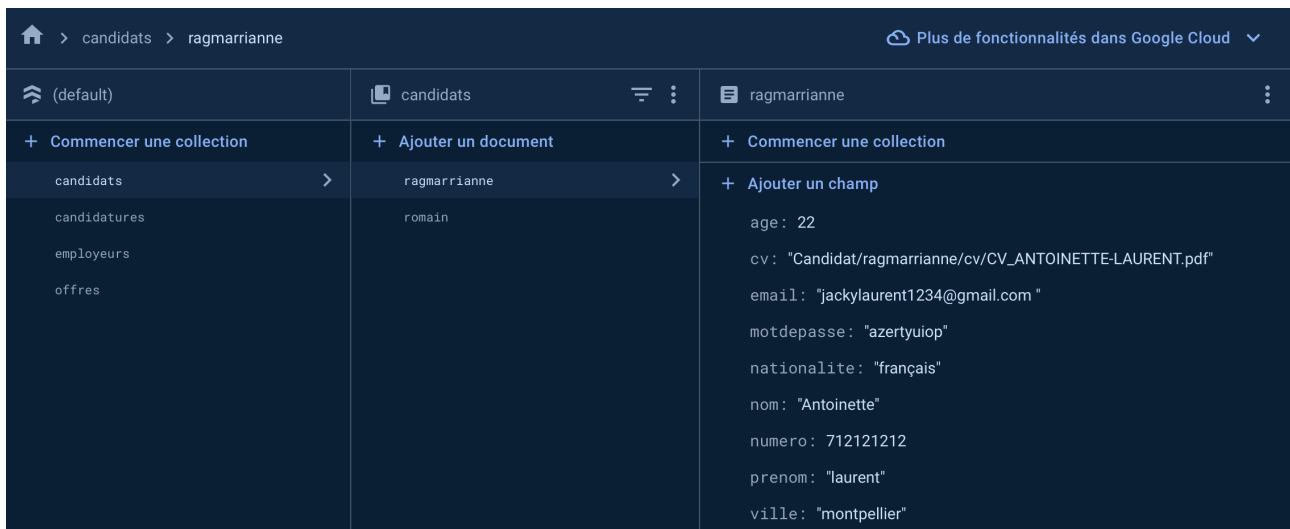 candidats ragmarrianne Plus de fonctionnalités dans Google Cloud
(default) candidats ragmarrianne
+ Commencer une collection + Ajouter un document + Commencer une collection
candidats ragmarrianne + Ajouter un champ
candidatures romain age: 22
employeurs cv: "Candidat/ragmarrianne/cv/CV_ANTOINETTE-LAURENT.pdf"
offres email: "jackylaurent1234@gmail.com "
motdepasse: "azertyuiop"
nationalite: "français"
nom: "Antoinette"
numero: 712121212
prenom: "laurent"
ville: "montpellier"